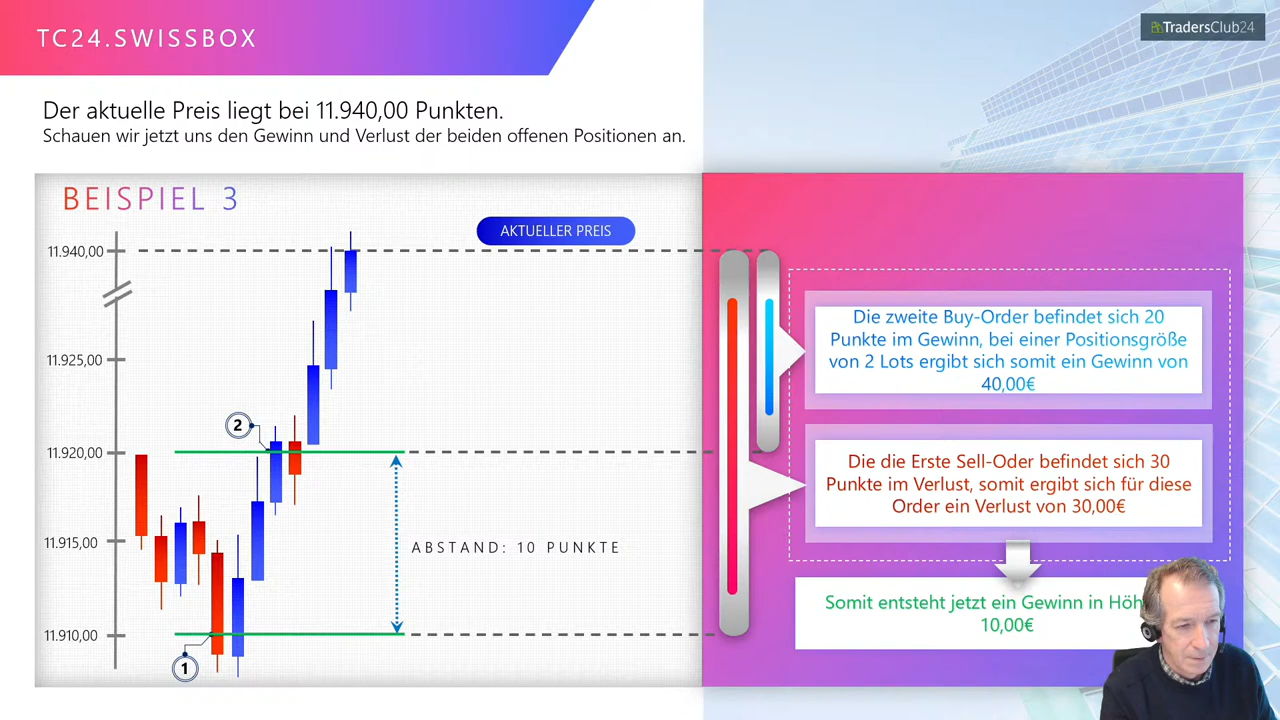 TC24.SWISSBOX
TradersClub24
Der aktuelle Preis liegt bei 11.940,00 Punkten.
Schauen wir jetzt uns den Gewinn und Verlust der beiden offenen Positionen an.
BEISPIEL 3
AKTUELLER PREIS
11.940,00
11.925,00
11.920,00
11.915,00
11.910,00
2
1
ABSTAND: 10 PUNKTE
Die zweite Buy-Order befindet sich 20
Punkte im Gewinn, bei einer Positionsgröße
von 2 Lots ergibt sich somit ein Gewinn von
40,00€
Die die Erste Sell-Oder befindet sich 30
Punkte im Verlust, somit ergibt sich für diese
Order ein Verlust von 30,00€
Somit entsteht jetzt ein Gewinn in Höh
10,00€